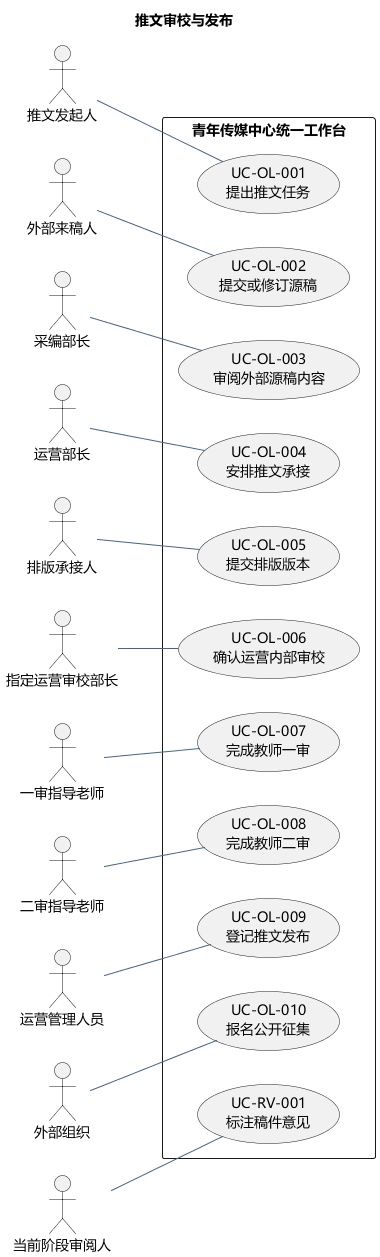 推文审校与发布
青年传媒中心统一工作台
推文发起人
UC-OL-001
提出推文任务
外部来稿人
UC-OL-002
提交或修订源稿
采编部长
UC-OL-003
审阅外部源稿内容
运营部长
UC-OL-004
安排推文承接
排版承接人
UC-OL-005
提交排版版本
指定运营审校部长
UC-OL-006
确认运营内部审校
一审指导老师
UC-OL-007
完成教师一审
二审指导老师
UC-OL-008
完成教师二审
运营管理人员
UC-OL-009
登记推文发布
外部组织
UC-OL-010
报名公开征集
当前阶段审阅人
UC-RV-001
标注稿件意见